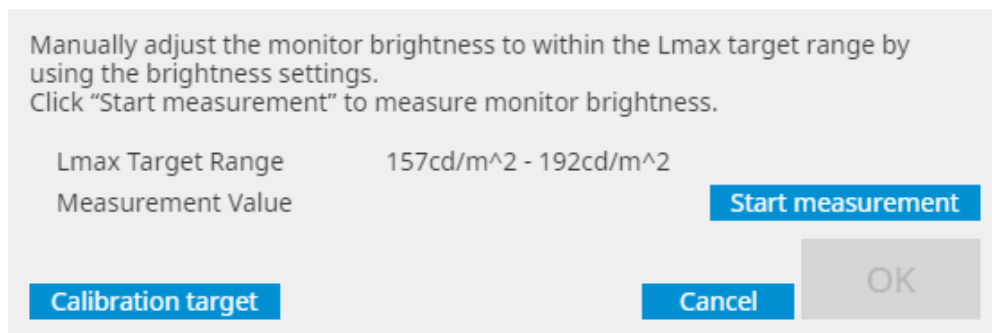 Manually adjust the monitor brightness to within the Lmax target range by
using the brightness settings.
Click “Start measurement” to measure monitor brightness.
Lmax Target Range 157cd/m^2 - 192cd/m^2
Measurement Value Start measurement
Calibration target Cancel OK